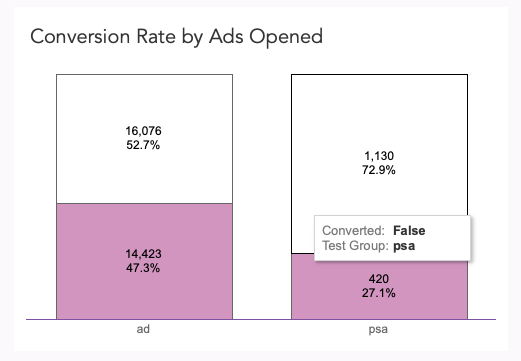 Conversion Rate by Ads Opened
16,076
52.7%
14,423
47.3%
1,130
72.9%
Converted: False
Test Group: psa
420
27.1%
ad
psa